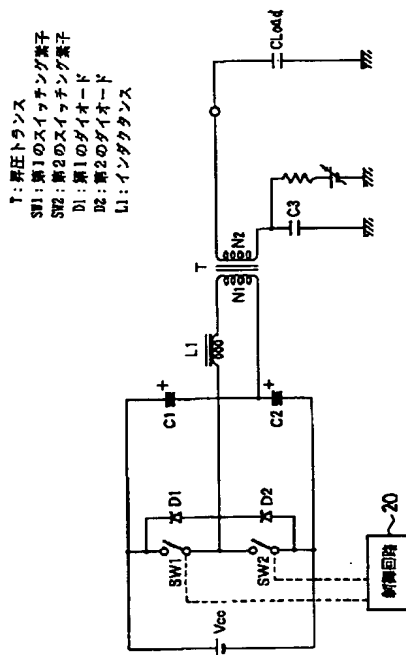 T：昇圧トランス
SW1：第1のスイッチング素子
SW2：第2のスイッチング素子
D1：第1のダイオード
D2：第2のダイオード
L1：インダクタンス
Vcc
SW1
SW2
D1
D2
C1
+
C2
+
L1
T
N1
N2
C3
CLoad
制御回路
20